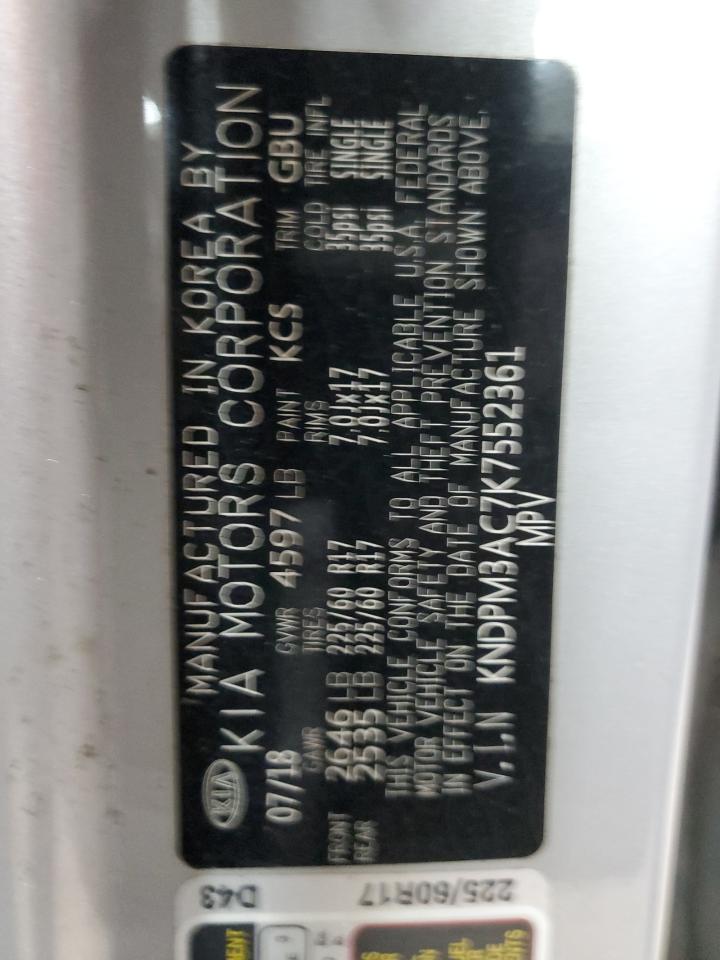 MANUFACTURED IN KOREA BY
KIA KIA MOTORS CORPORATION
07/18 GVWR 4597 LB PAINT KCS TRIM GBU
GAWR TIRES RIMS COLD TIRE INFL
FRONT 2646 LB 225/60 R17 7.0Jx17 35psi SINGLE
REAR 2535 LB 225/60 R17 7.0Jx17 35psi SINGLE
THIS VEHICLE CONFORMS TO ALL APPLICABLE U.S.A. FEDERAL
MOTOR VEHICLE SAFETY AND THEFT PREVENTION STANDARDS
IN EFFECT ON THE DATE OF MANUFACTURE SHOWN ABOVE.
V.I.N KNDPM3AC7K7552361
MPV
225/60R17 D43